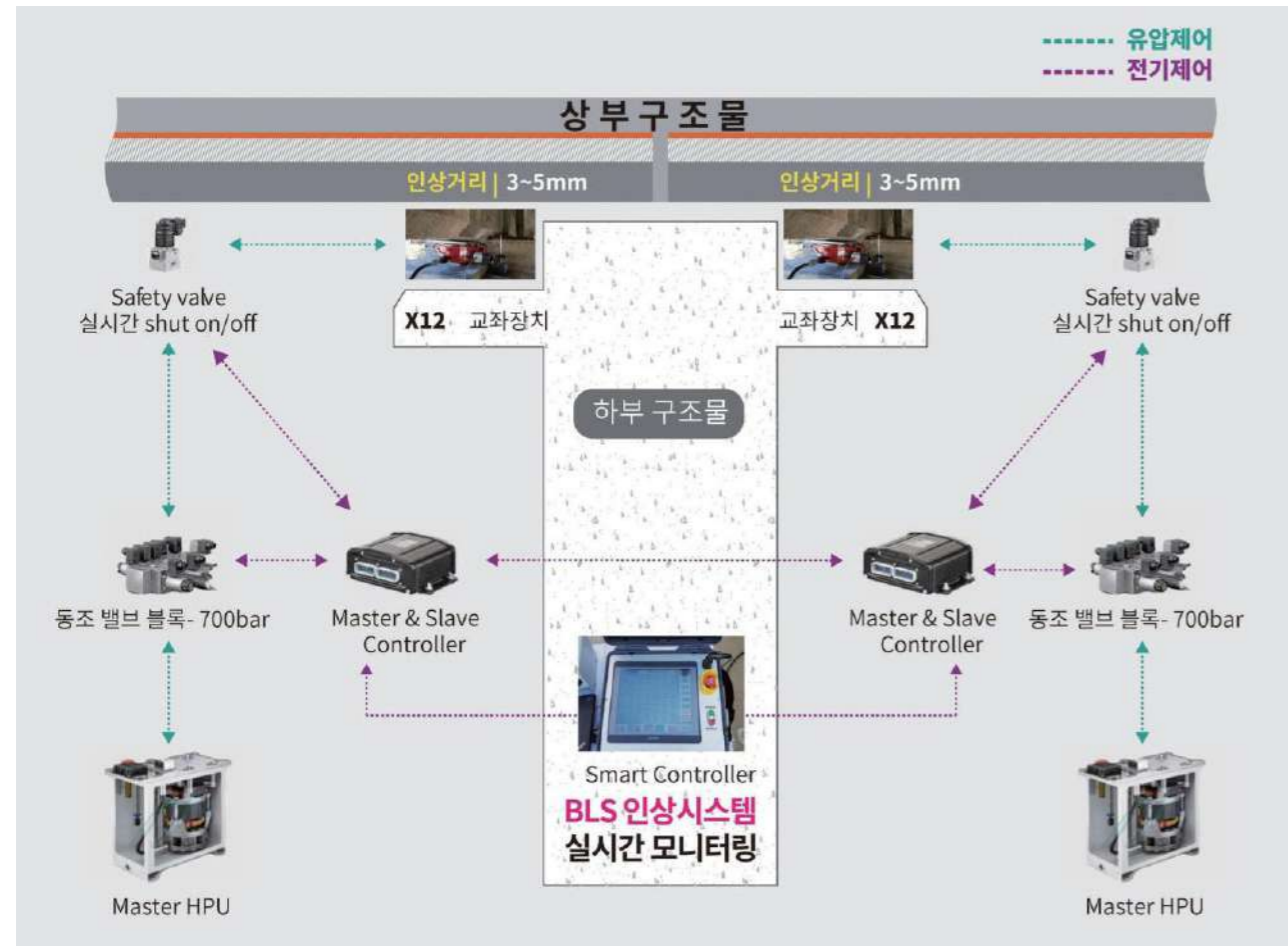 유압제어
전기제어
상부구조물
인상거리 | 3~5mm
인상거리 | 3~5mm
Safety valve
실시간 shut on/off
X12 교좌장치
교좌장치 X12
Safety valve
실시간 shut on/off
하부 구조물
동조 밸브 블록- 700bar
Master & Slave
Controller
Master & Slave
Controller
동조 밸브 블록- 700bar
Smart Controller
BLS 인상시스템
실시간 모니터링
Master HPU
Master HPU